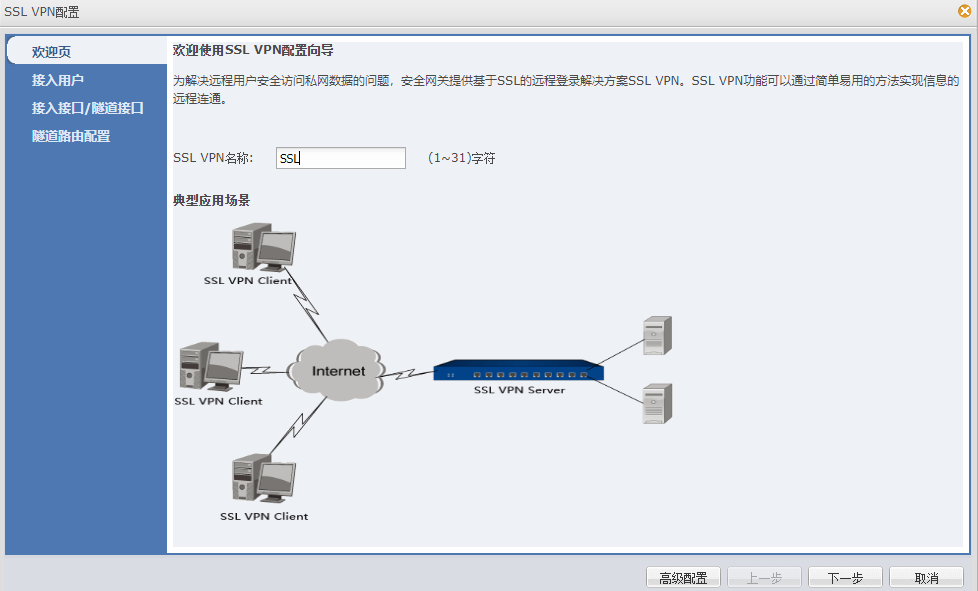 SSL VPN配置
欢迎页
接入用户
接入接口/隧道接口
隧道路由配置
欢迎使用SSL VPN配置向导
为解决远程用户安全访问私网数据的问题，安全网关提供基于SSL的远程登录解决方案SSL VPN。SSL VPN功能可以通过简单易用的方法实现信息的
远程连通。
SSL VPN名称: SSL (1~31)字符
典型应用场景
SSL VPN Client
Internet
SSL VPN Server
SSL VPN Client
SSL VPN Client
高级配置 上一步 下一步 取消